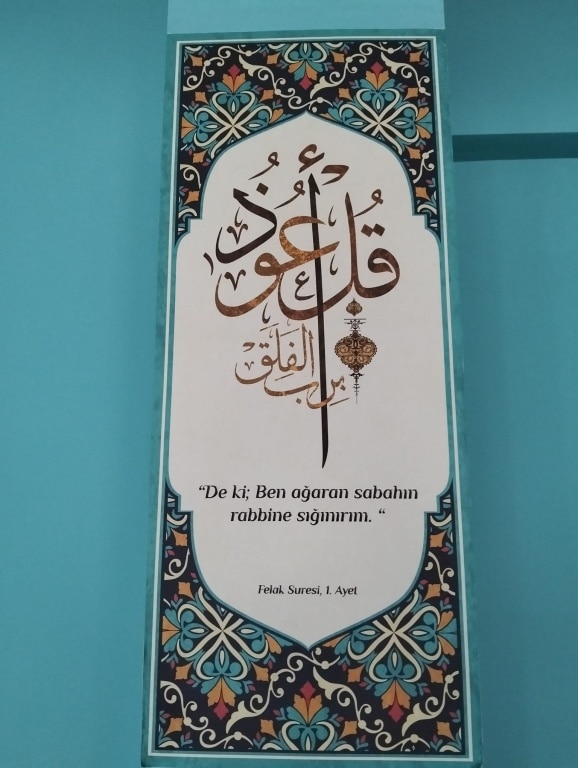 قُلْ أَعُوذُ
بِرَبِّ الْفَلَقِ
“De ki; Ben ağaran sabahın
rabbine sığınırım. “
Felak Suresi, 1. Ayet